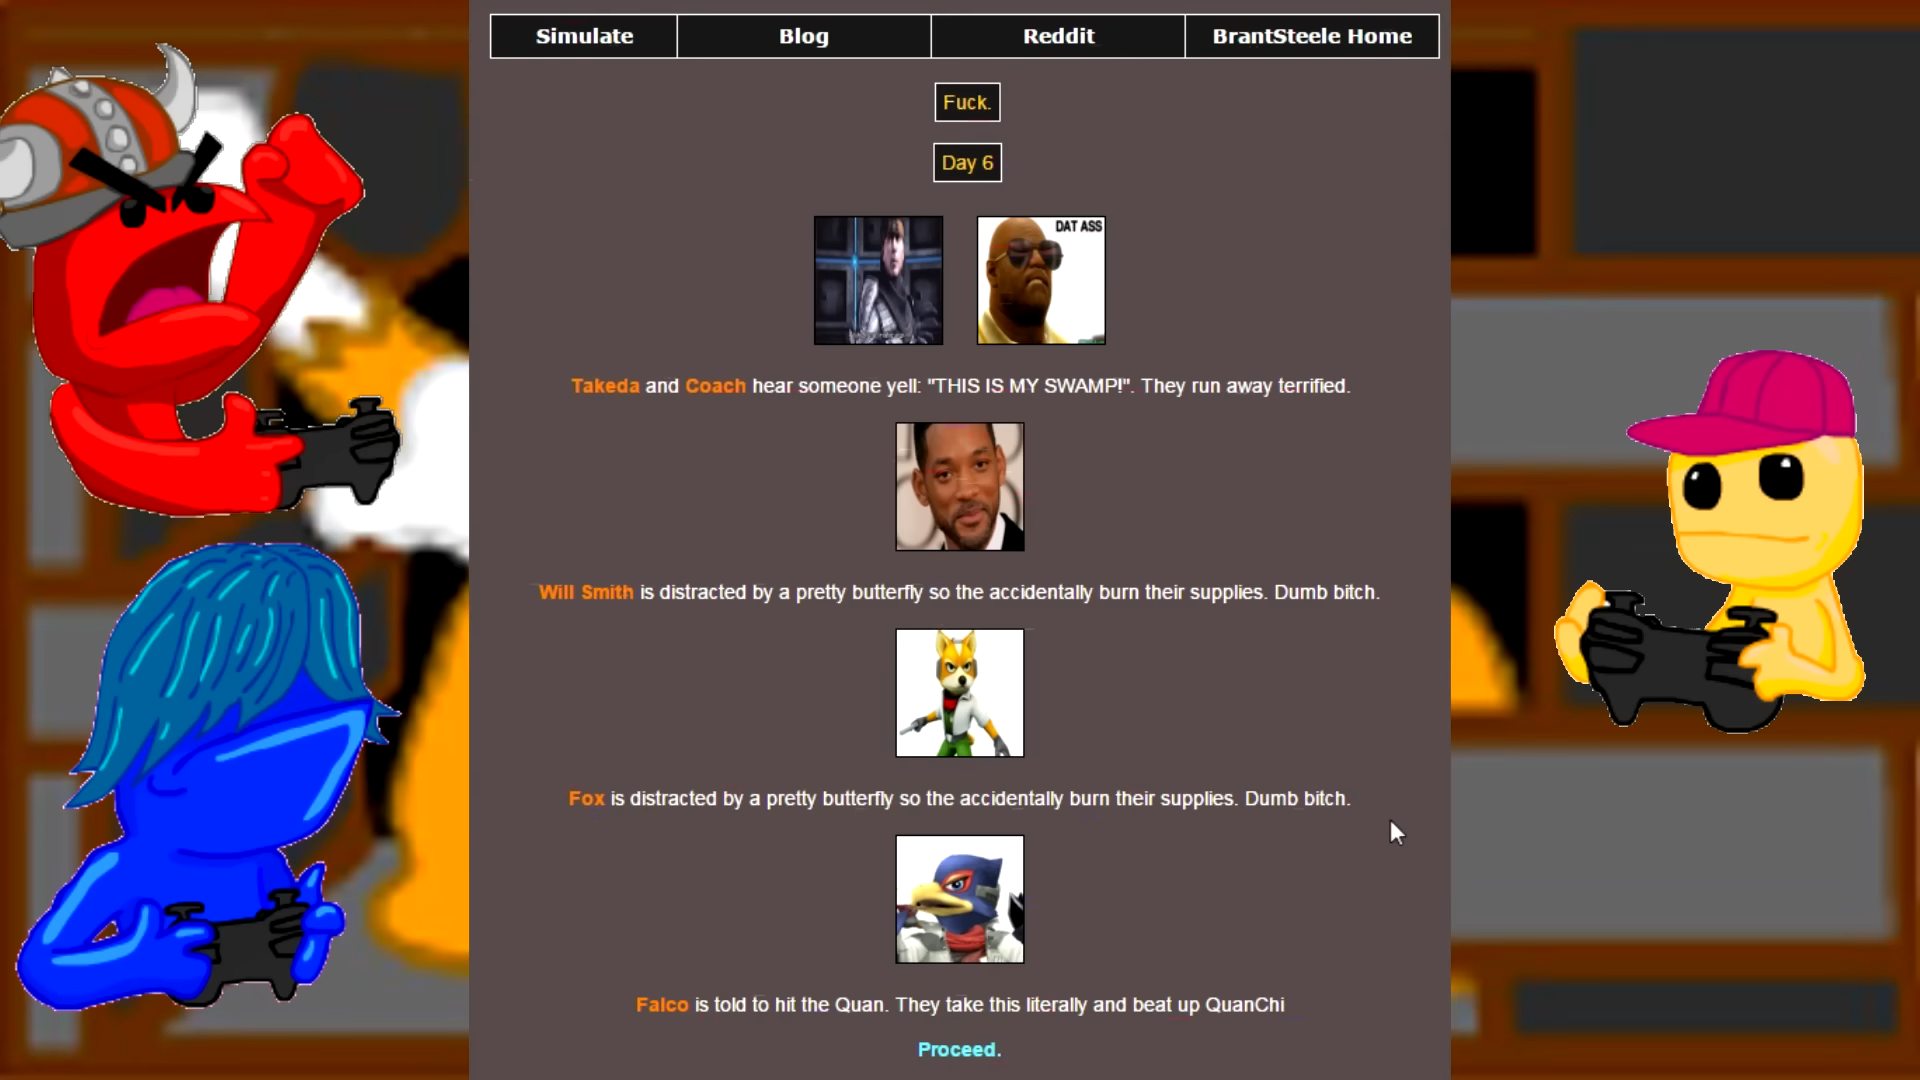 Simulate Blog Reddit BrantSteele Home
Fuck.
Day 6
DAT ASS
Takeda and Coach hear someone yell: "THIS IS MY SWAMP!". They run away terrified.
Will Smith is distracted by a pretty butterfly so the accidentally burn their supplies. Dumb bitch.
Fox is distracted by a pretty butterfly so the accidentally burn their supplies. Dumb bitch.
Falco is told to hit the Quan. They take this literally and beat up QuanChi
Proceed.